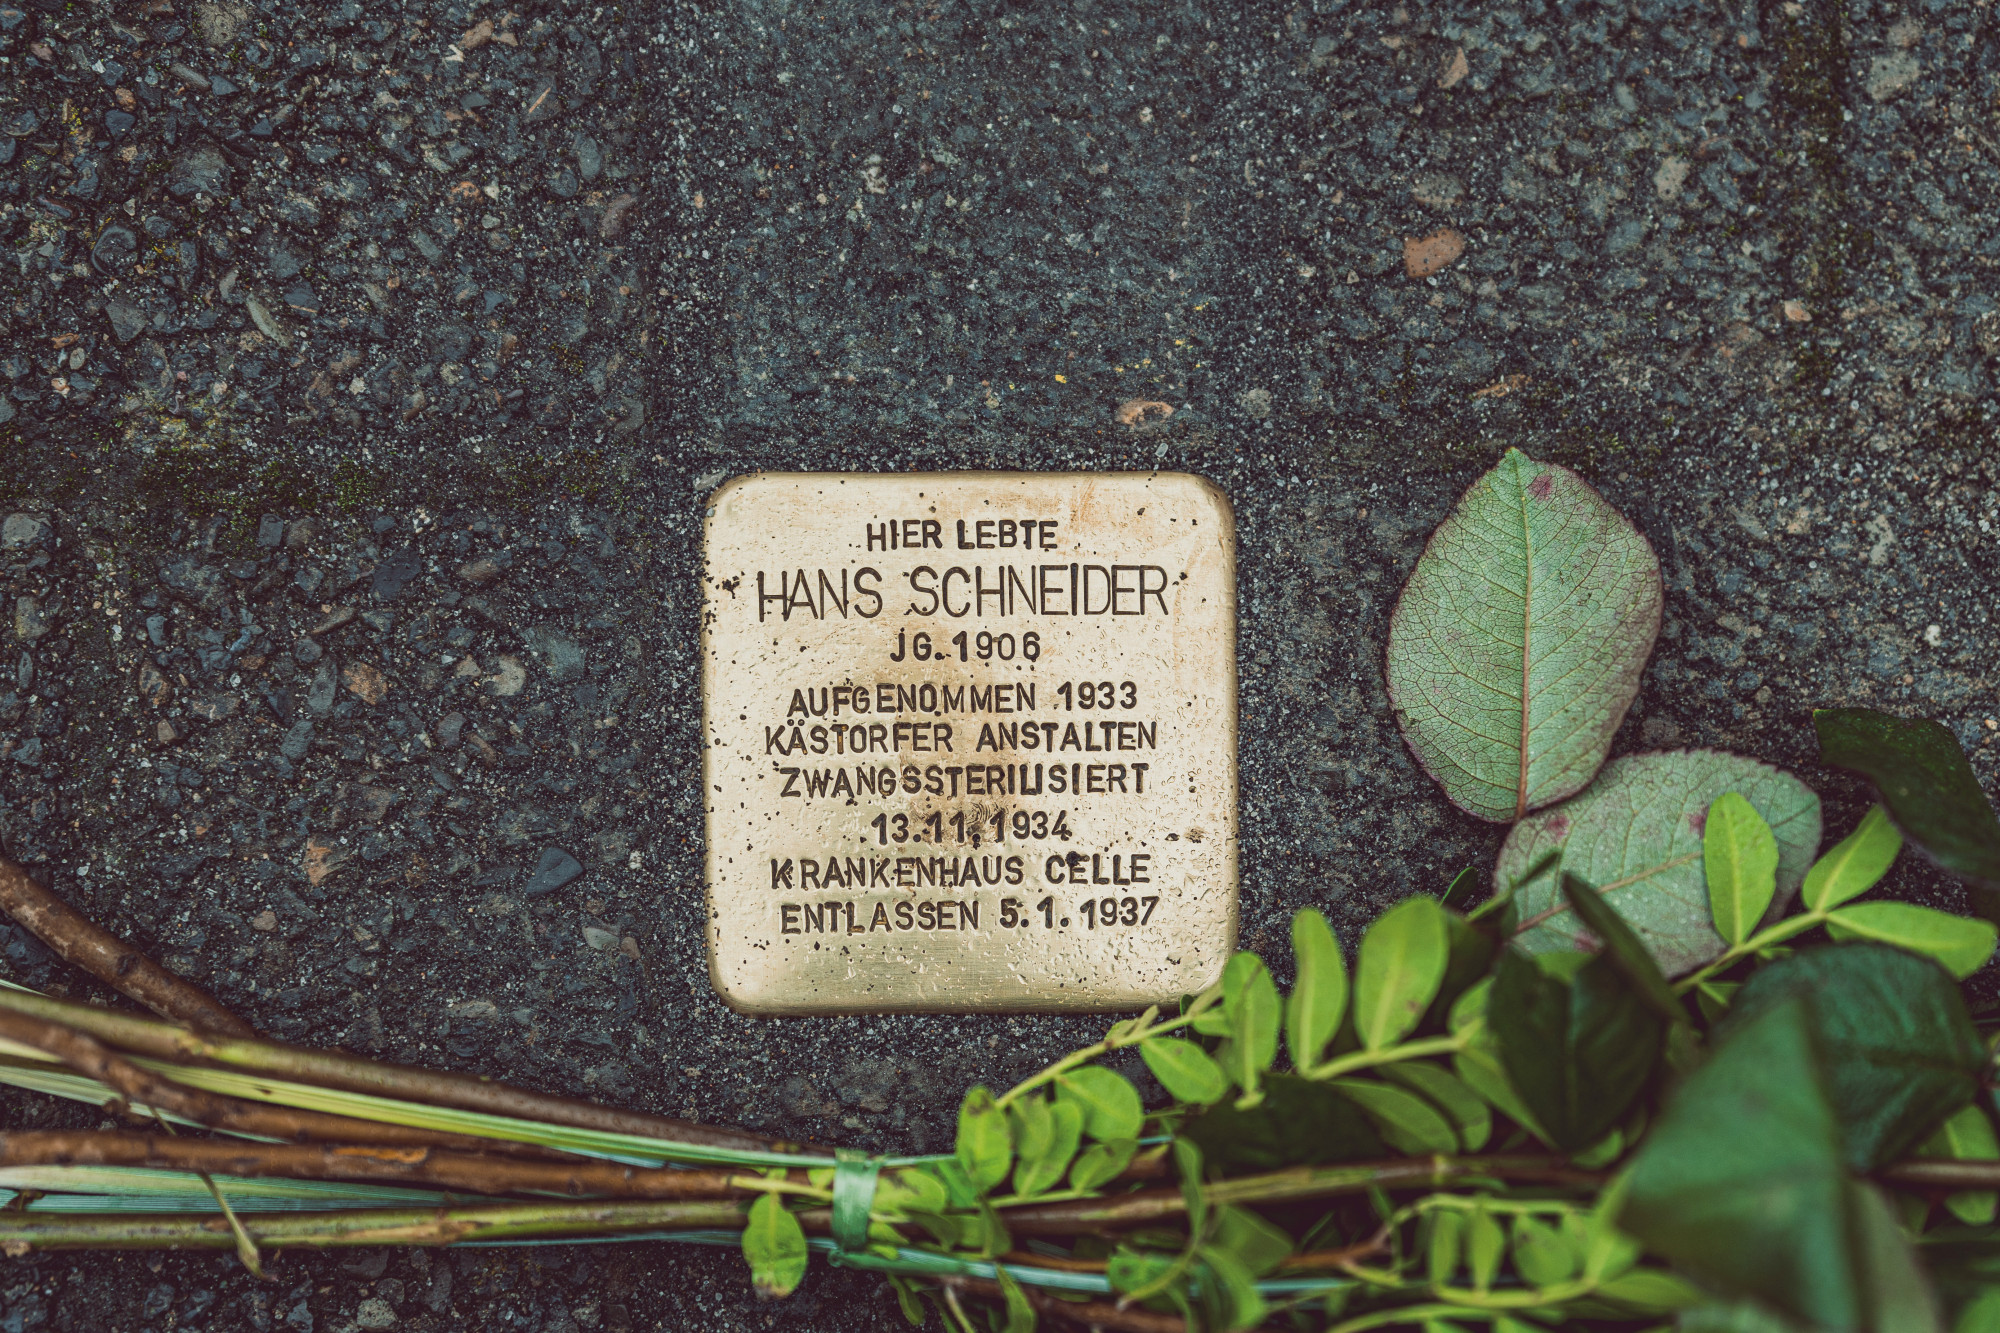 HIER LEBTE
HANS SCHNEIDER
JG. 1906
AUFGENOMMEN 1933
KÄSTORFER ANSTALTEN
ZWANGSSTERILISIERT
13.11.1934
KRANKENHAUS CELLE
ENTLASSEN 5.1.1937